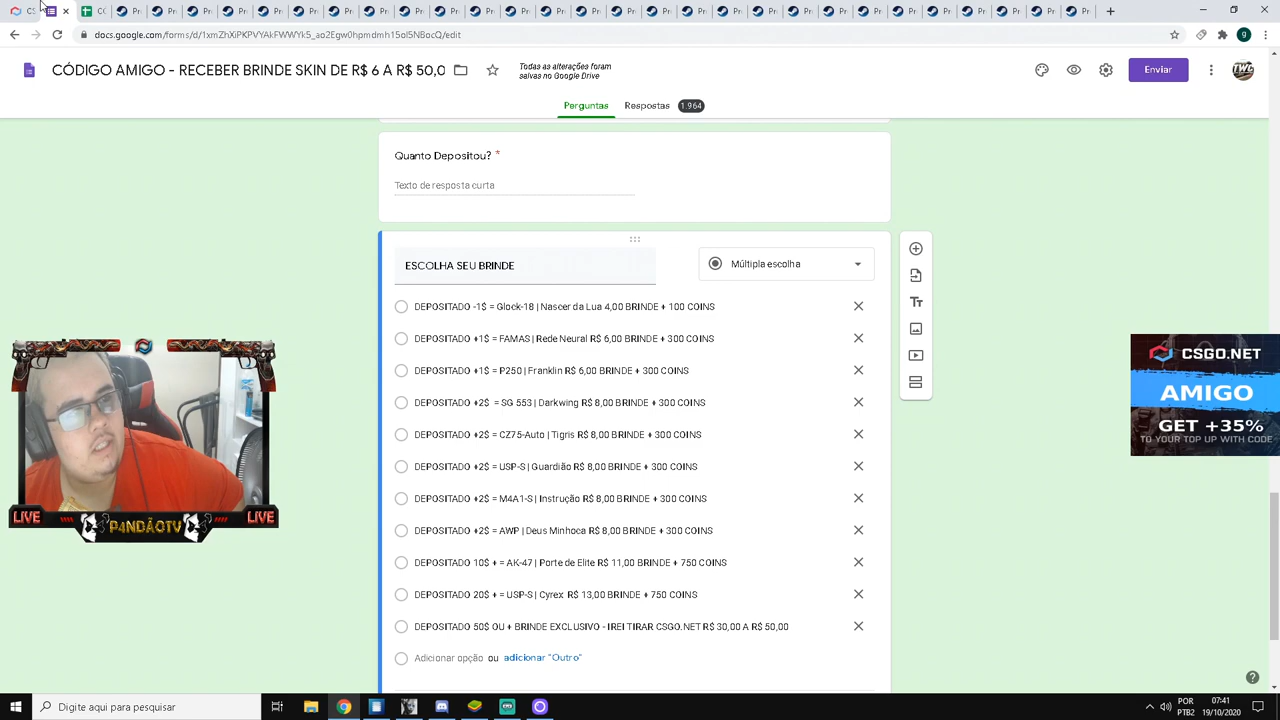 docs.google.com/forms/d/1xmZhXiPKPVYAkFWWYk5_ao2Egw0hpmdmh15ol5NBocQ/edit
CÓDIGO AMIGO - RECEBER BRINDE SKIN DE R$ 6 A R$ 50,0
Todas as alterações foram
salvas no Google Drive
Enviar
Perguntas
Respostas 1.964
Quanto Depositou? *
Texto de resposta curta
ESCOLHA SEU BRINDE
Múltipla escolha
DEPOSITADO -1$ = Glock-18 | Nascer da Lua 4,00 BRINDE + 100 COINS
DEPOSITADO +1$ = FAMAS | Rede Neural R$ 6,00 BRINDE + 300 COINS
DEPOSITADO +1$ = P250 | Franklin R$ 6,00 BRINDE + 300 COINS
DEPOSITADO +2$ = SG 553 | Darkwing R$ 8,00 BRINDE + 300 COINS
DEPOSITADO +2$ = CZ75-Auto | Tigris R$ 8,00 BRINDE + 300 COINS
DEPOSITADO +2$ = USP-S | Guardião R$ 8,00 BRINDE + 300 COINS
DEPOSITADO +2$ = M4A1-S | Instrução R$ 8,00 BRINDE + 300 COINS
DEPOSITADO +2$ = AWP | Deus Minhoca R$ 8,00 BRINDE + 300 COINS
DEPOSITADO 10$ + = AK-47 | Porte de Elite R$ 11,00 BRINDE + 750 COINS
DEPOSITADO 20$ + = USP-S | Cyrex R$ 13,00 BRINDE + 750 COINS
DEPOSITADO 50$ OU + BRINDE EXCLUSIVO - IREI TIRAR CSGO.NET R$ 30,00 A R$ 50,00
Adicionar opção ou adicionar "Outro"
LIVE
P4NDÃOTV
LIVE
CSGO.NET
AMIGO
GET +35%
TO YOUR TOP UP WITH CODE
Digite aqui para pesquisar
POR
PTB2
07:41
19/10/2020